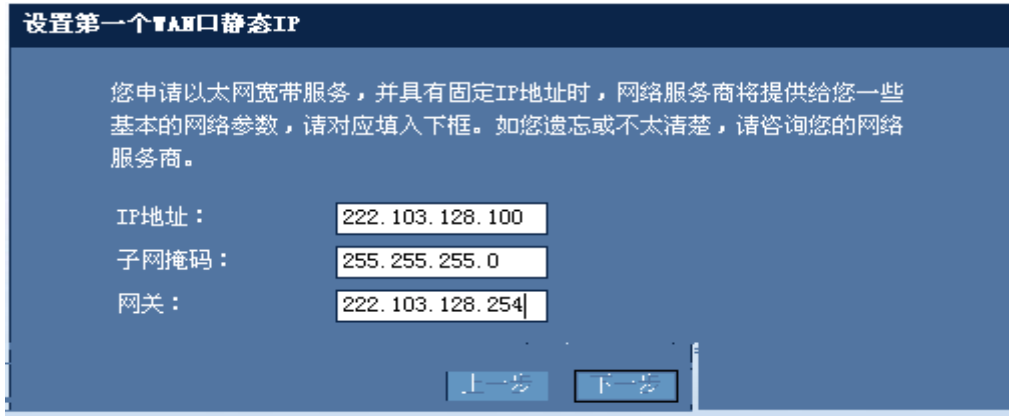 设置第一个WAN口静态IP
您申请以太网宽带服务，并具有固定IP地址时，网络服务商将提供给您一些
基本的网络参数，请对应填入下框。如您遗忘或不太清楚，请咨询您的网络
服务商。
IP地址： 222.103.128.100
子网掩码： 255.255.255.0
网关： 222.103.128.254
上一步 下一步